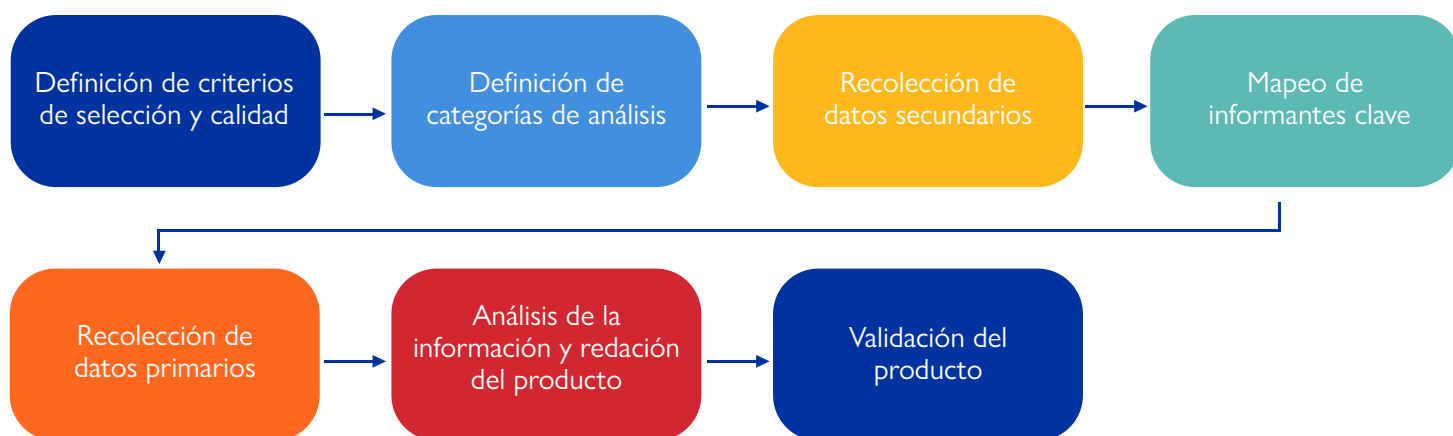 Definición de criterios
de selección y calidad
Definición de
categorías de análisis
Recolección de
datos secundarios
Mapeo de
informantes clave
Recolección de
datos primarios
Análisis de la
información y redación
del producto
Validación del
producto